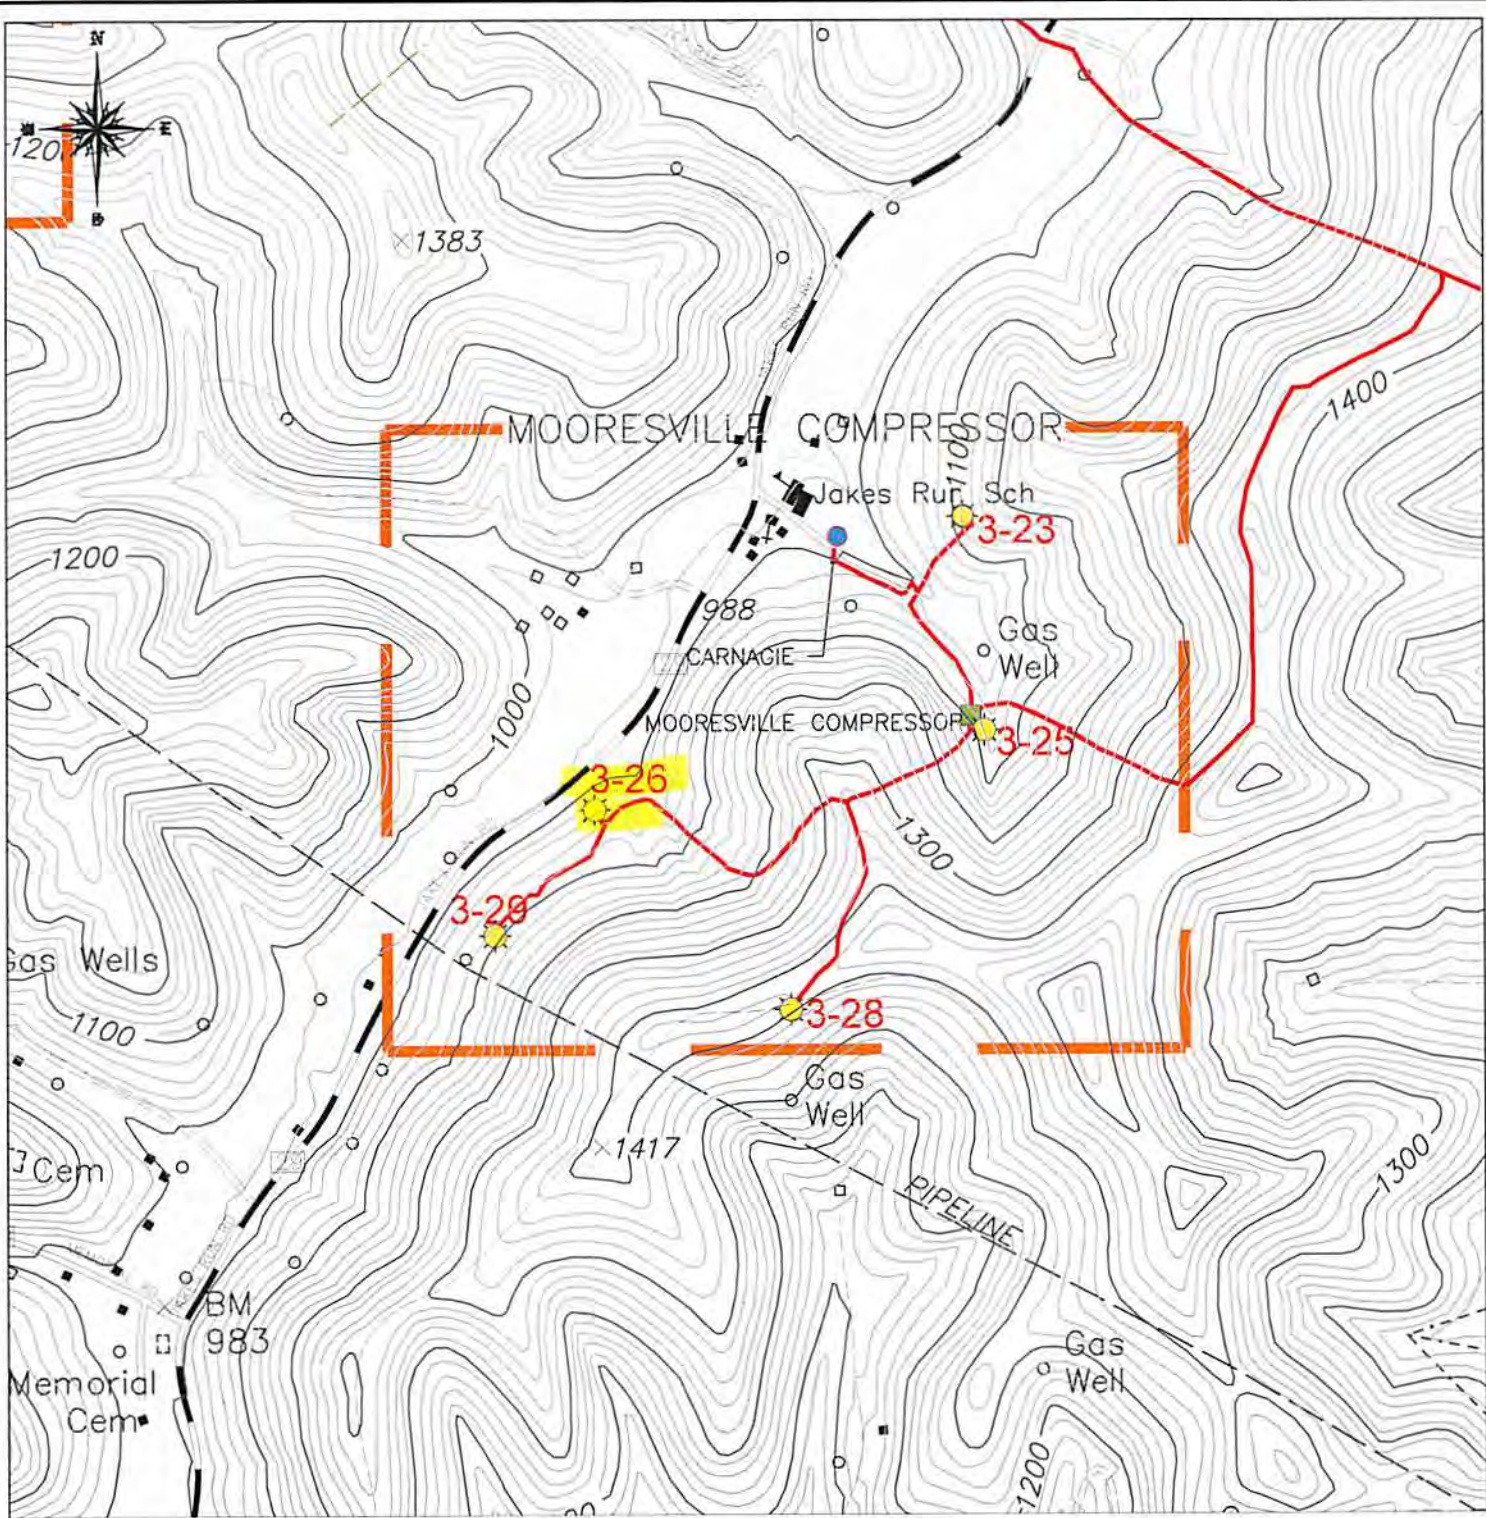 N
120
1383
1400
MOORESVILLE COMPRESSOR
1100
Jakes Run Sch
3-23
1200
988
Gas
Well
CARNAGIE
1000
MOORESVILLE COMPRESSOR
3-25
3-26
1300
3-29
Gas Wells
3-28
1100
Gas
Well
1417
Cem
1300
PIPELINE
BM
983
Gas
Well
Memorial
Cem
1200